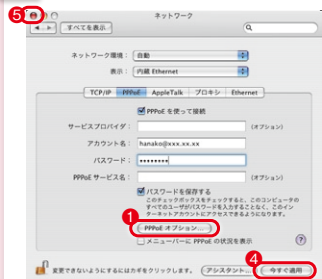 5
ネットワーク
すべてを表示
ネットワーク環境： 自動
表示： 内蔵 Ethernet
TCP/IP PPPoE AppleTalk プロキシ Ethernet
PPPoE を使って接続
サービスプロバイダ： (オプション)
アカウント名： hanako@xxx.xx.xx
パスワード： ••••••••
PPPoE サービス名： (オプション)
パスワードを保存する
このチェックボックスをチェックすると、このコンピュータの
すべてのユーザがパスワードを入力することなく、このイン
ターネットアカウントにアクセスできるようになります。
1
PPPoE オプション...
メニューバーに PPPoE の状況を表示 ?
4
変更できないようにするにはカギをクリックします。 アシスタント... 今すぐ適用